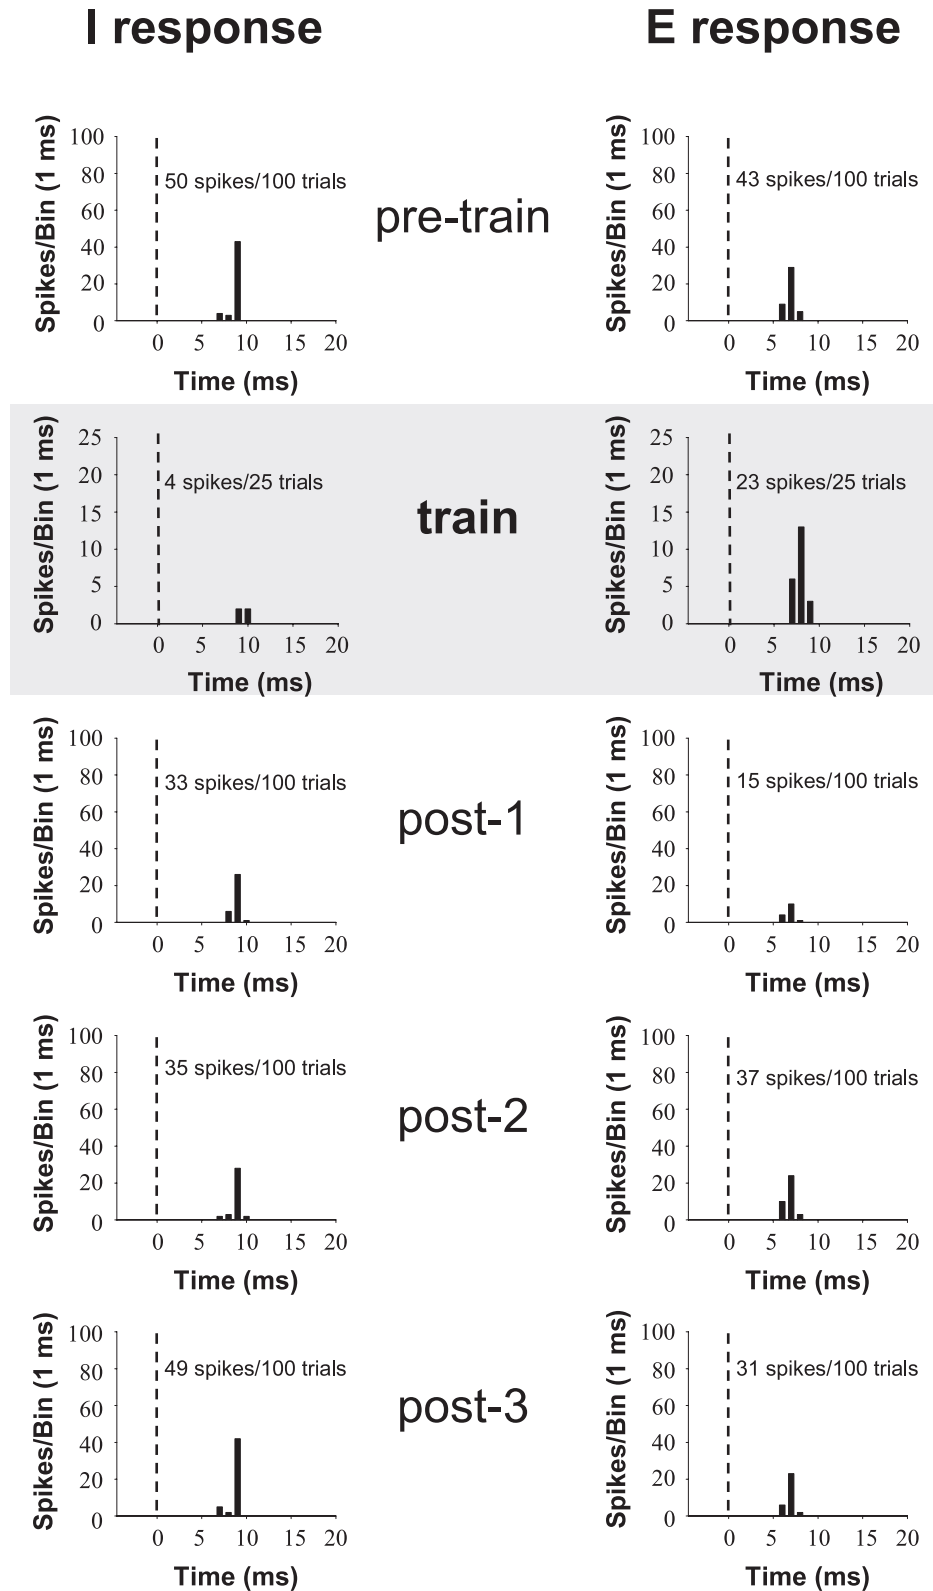 I response E response
Spikes/Bin (1 ms)
100
80
60
40
20
0
50 spikes/100 trials
0 5 10 15 20
Time (ms)
pre-train
Spikes/Bin (1 ms)
100
80
60
40
20
0
43 spikes/100 trials
0 5 10 15 20
Time (ms)
Spikes/Bin (1 ms)
25
20
15
10
5
0
4 spikes/25 trials
0 5 10 15 20
Time (ms)
train
Spikes/Bin (1 ms)
25
20
15
10
5
0
23 spikes/25 trials
0 5 10 15 20
Time (ms)
Spikes/Bin (1 ms)
100
80
60
40
20
0
33 spikes/100 trials
0 5 10 15 20
Time (ms)
post-1
Spikes/Bin (1 ms)
100
80
60
40
20
0
15 spikes/100 trials
0 5 10 15 20
Time (ms)
Spikes/Bin (1 ms)
100
80
60
40
20
0
35 spikes/100 trials
0 5 10 15 20
Time (ms)
post-2
Spikes/Bin (1 ms)
100
80
60
40
20
0
37 spikes/100 trials
0 5 10 15 20
Time (ms)
Spikes/Bin (1 ms)
100
80
60
40
20
0
49 spikes/100 trials
0 5 10 15 20
Time (ms)
post-3
Spikes/Bin (1 ms)
100
80
60
40
20
0
31 spikes/100 trials
0 5 10 15 20
Time (ms)